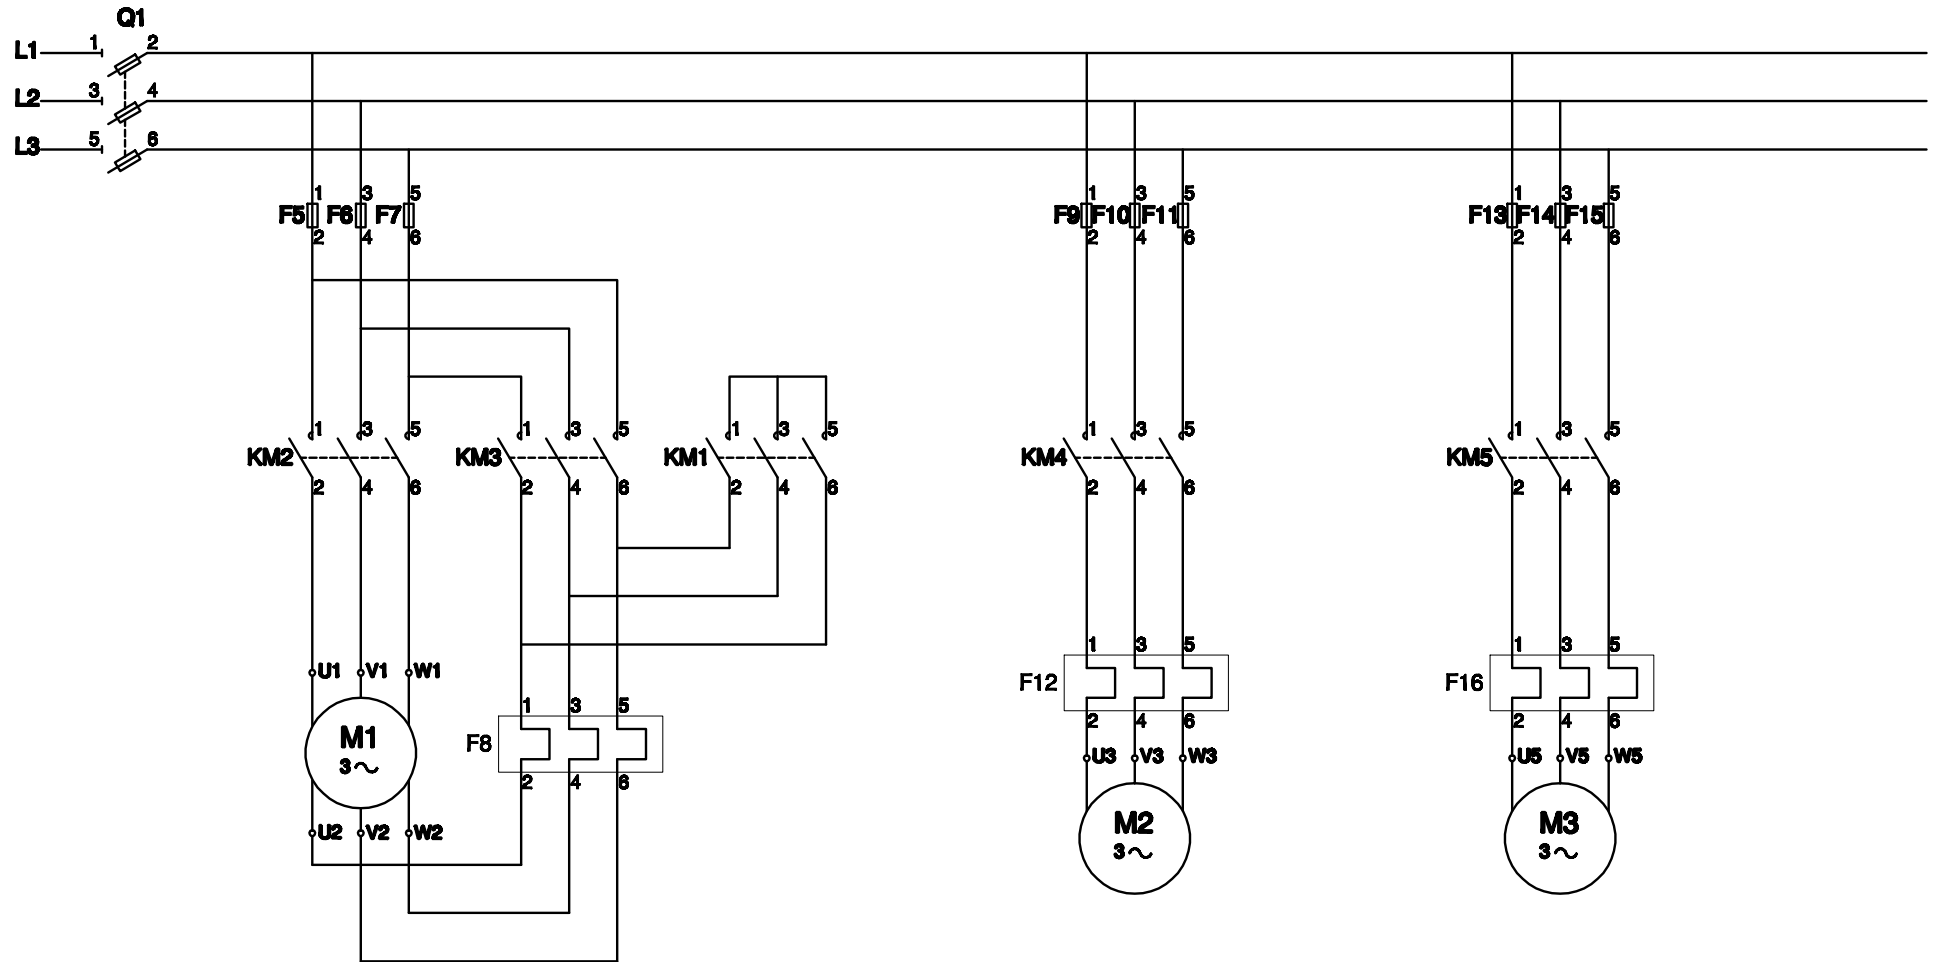 Q1
L1 1 2
L2 3 4
L3 5 6
1 3 5 1 3 5 1 3 5
F5 F6 F7 F9 F10 F11 F13 F14 F15
2 4 6 2 4 6 2 4 6
1 3 5 1 3 5 1 3 5 1 3 5 1 3 5
KM2 KM3 KM1 KM4 KM5
2 4 6 2 4 6 2 4 6 2 4 6 2 4 6
1 3 5 1 3 5
U1 V1 W1
F12 F16
1 3 5
2 4 6 2 4 6
M1
F8
U3 V3 W3 U5 V5 W5
3～
2 4 6
M2 M3
U2 V2 W2
3～ 3～